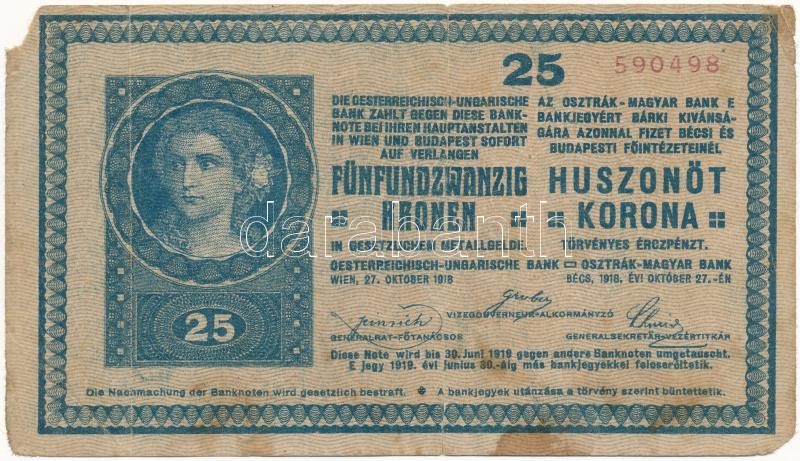 25
590498
DIE OESTERREICHISCH-UNGARISCHE
BANK ZAHLT GEGEN DIESE BANK-
NOTE BEI IHREN HAUPTANSTALTEN
IN WIEN UND BUDAPEST SOFORT
AUF VERLANGEN
FÜNFUNDZWANZIG
KRONEN
IN GESETZLICHEM METALLGELDE.
OESTERREICHISCH-UNGARISCHE BANK
WIEN, 27. OKTOBER 1918
AZ OSZTRÁK-MAGYAR BANK E
BANKJEGYÉRT BÁRKI KIVÁNSÁ-
GÁRA AZONNAL FIZET BÉCSI ÉS
BUDAPESTI FŐINTÉZETEINÉL
HUSZONÖT
KORONA
TÖRVÉNYES ÉRCZPÉNZT.
OSZTRÁK-MAGYAR BANK
BÉCS, 1918. ÉVI OKTÓBER 27.-ÉN
Gruber
VIZEGOUVERNEUR-ALKORMÁNYZÓ
GENERALRAT-FŐTANÁCSOS
GENERALSEKRETÄR-VEZÉRTITKÁR
Diese Note wird bis 30. Juni 1919 gegen andere Banknoten umgetauscht.
E jegy 1919. évi junius 30.-áig más bankjegyekkel felcseréltetik.
25
Die Nachmachung der Banknoten wird gesetzlich bestraft.
A bankjegyek utánzása a törvény szerint büntettetik.
darabanth